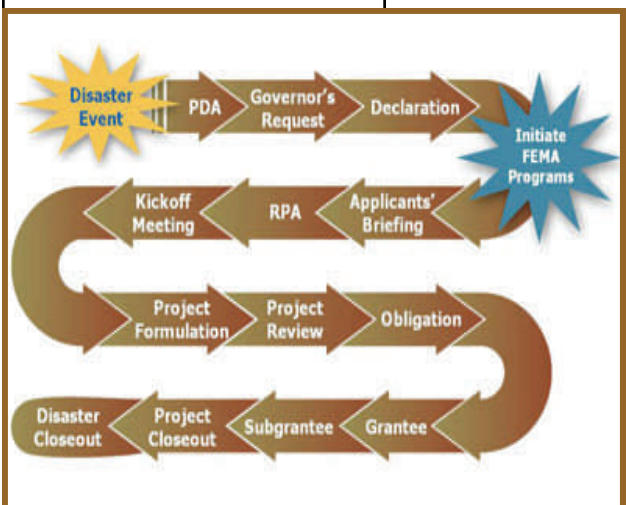 Disaster
Event
PDA
Governor's
Request
Declaration
Initiate
FEMA
Programs
Applicants'
Briefing
RPA
Kickoff
Meeting
Project
Formulation
Project
Review
Obligation
Grantee
Subgrantee
Project
Closeout
Disaster
Closeout